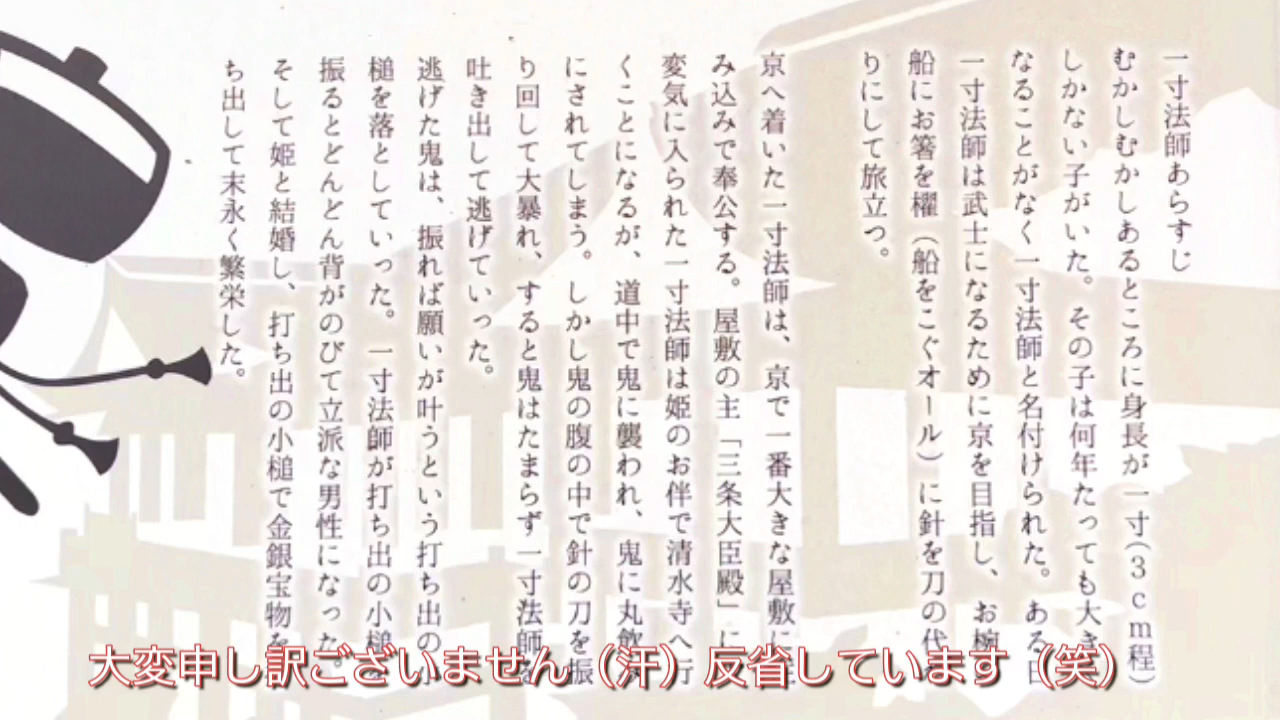 一寸法師あらすじ
むかしむかしあるところに身長が一寸(3cm程)
しかない子がいた。その子は何年たっても大き
なることがなく一寸法師と名付けられた。ある日
一寸法師は武士になるために京を目指し、お椀
船にお箸を櫂（船をこぐオール）に針を刀の代
りにして旅立つ。
京へ着いた一寸法師は、京で一番大きな屋敷に
み込みで奉公する。屋敷の主「三条大臣殿」に
変気に入られた一寸法師は姫のお伴で清水寺へ行
くことになるが、道中で鬼に襲われ、鬼に丸飲
にされてしまう。しかし鬼の腹の中で針の刀を振
り回して大暴れ、すると鬼はたまらず一寸法師を
吐き出して逃げていった。
逃げた鬼は、振れば願いが叶うという打ち出の小
槌を落としていった。一寸法師が打ち出の小槌を
振るとどんどん背がのびて立派な男性になった。
そして姫と結婚し、打ち出の小槌で金銀宝物を
ち出して末永く繁栄した。
大変申し訳ございません（汗）反省しています（笑）